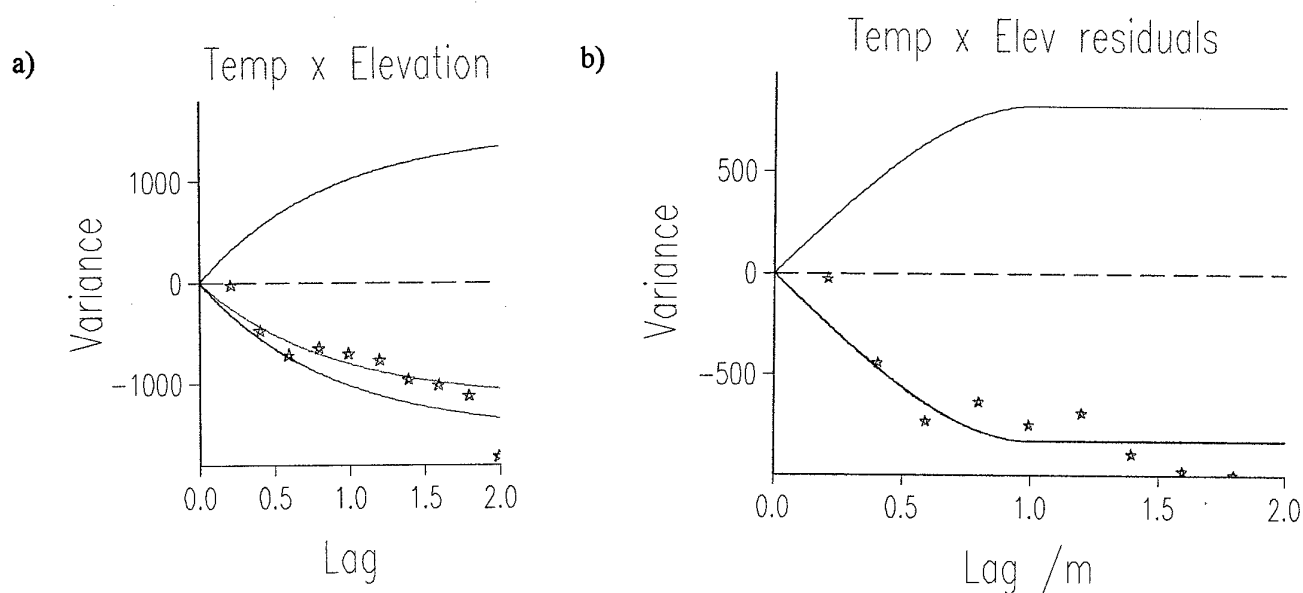 a)
Temp x Elevation
Variance
1000
0
−1000
0.0 0.5 1.0 1.5 2.0
Lag
b)
Temp x Elev residuals
Variance
500
0
−500
0.0 0.5 1.0 1.5 2.0
Lag /m